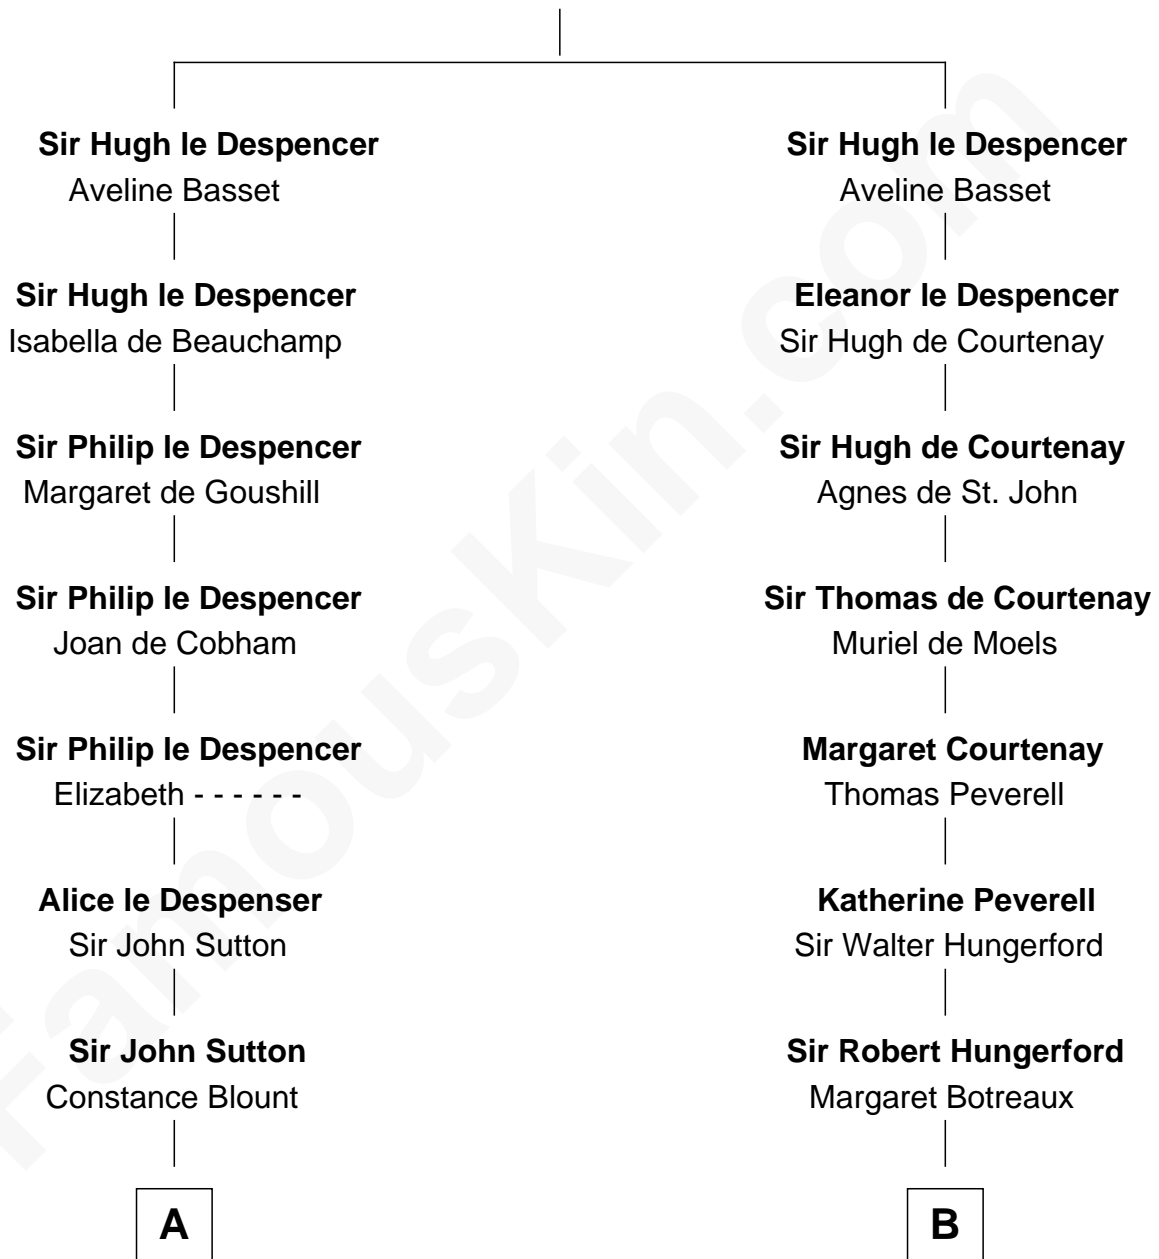 Sir Hugh le Despencer
Aveline Basset
Sir Hugh le Despencer
Isabella de Beauchamp
Sir Philip le Despencer
Margaret de Goushill
Sir Philip le Despencer
Joan de Cobham
Sir Philip le Despencer
Elizabeth - - - - - -
Alice le Despenser
Sir John Sutton
Sir John Sutton
Constance Blount
A
Sir Hugh le Despencer
Aveline Basset
Eleanor le Despencer
Sir Hugh de Courtenay
Sir Hugh de Courtenay
Agnes de St. John
Sir Thomas de Courtenay
Muriel de Moels
Margaret Courtenay
Thomas Peverell
Katherine Peverell
Sir Walter Hungerford
Sir Robert Hungerford
Margaret Botreaux
B
FamousKin.com